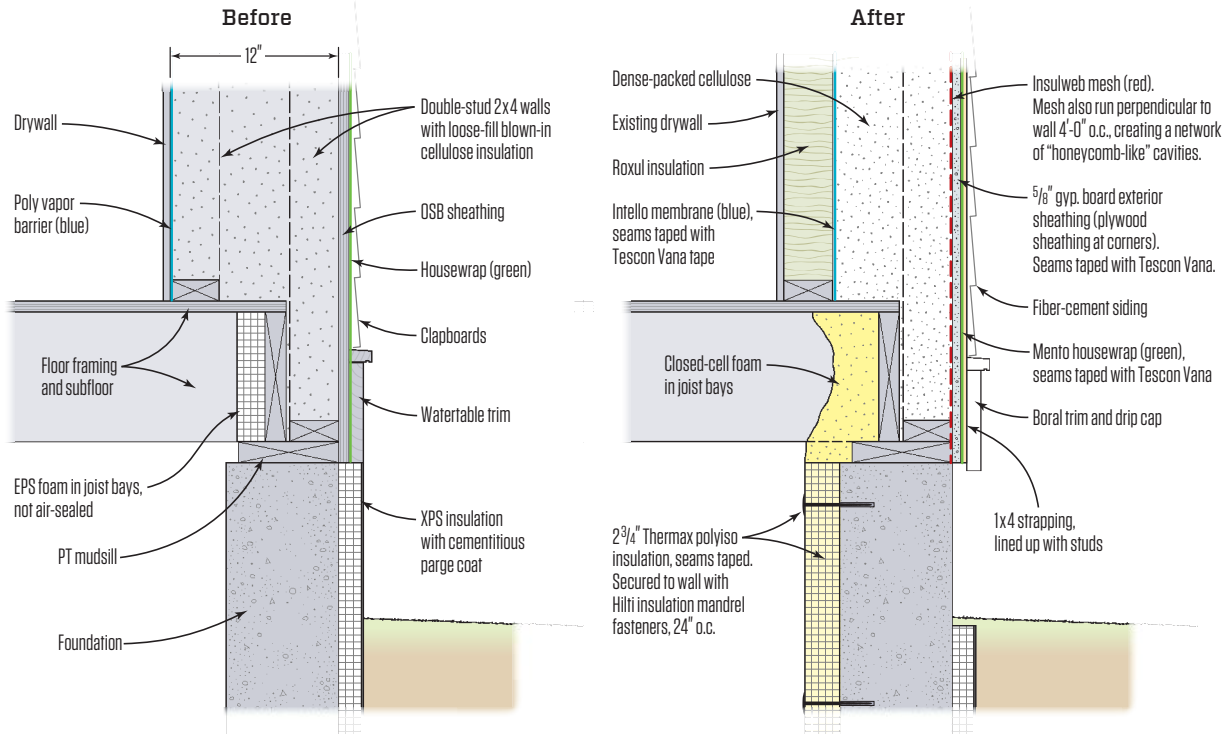 Before
12"
Drywall
Poly vapor
barrier (blue)
Double-stud 2x4 walls
with loose-fill blown-in
cellulose insulation
OSB sheathing
Housewrap (green)
Clapboards
Floor framing
and subfloor
Watertable trim
EPS foam in joist bays,
not air-sealed
PT mudsill
XPS insulation
with cementitious
parge coat
Foundation
After
Dense-packed cellulose
Existing drywall
Roxul insulation
Intello membrane (blue),
seams taped with
Tescon Vana tape
Insulweb mesh (red).
Mesh also run perpendicular to
wall 4'-0" o.c., creating a network
of “honeycomb-like” cavities.
5/8" gyp. board exterior
sheathing (plywood
sheathing at corners).
Seams taped with Tescon Vana.
Fiber-cement siding
Closed-cell foam
in joist bays
Mento housewrap (green),
seams taped with Tescon Vana
Boral trim and drip cap
2 3/4" Thermax polyiso
insulation, seams taped.
Secured to wall with
Hilti insulation mandrel
fasteners, 24" o.c.
1x4 strapping,
lined up with studs